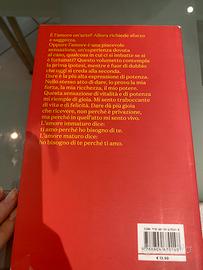 È l'amore un'arte? Allora richiede sforzo
e saggezza.
Oppure l'amore è una piacevole
sensazione, un'esperienza dovuta
al caso, qualcosa in cui ci si imbatte se si
è fortunati? Questo volumetto contempla
la prima ipotesi, mentre è fuor di dubbio
che oggi si creda alla seconda.
Dare è la più alta espressione di potenza.
Nello stesso atto di dare, io provo la mia
forza, la mia ricchezza, il mio potere.
Questa sensazione di vitalità e di potenza
mi riempie di gioia. Mi sento traboccante
di vita e di felicità. Dare dà più gioia
che ricevere, non perché è privazione,
ma perché in quell'atto mi sento vivo.
L'amore immaturo dice:
ti amo perché ho bisogno di te.
L'amore maturo dice:
ho bisogno di te perché ti amo.